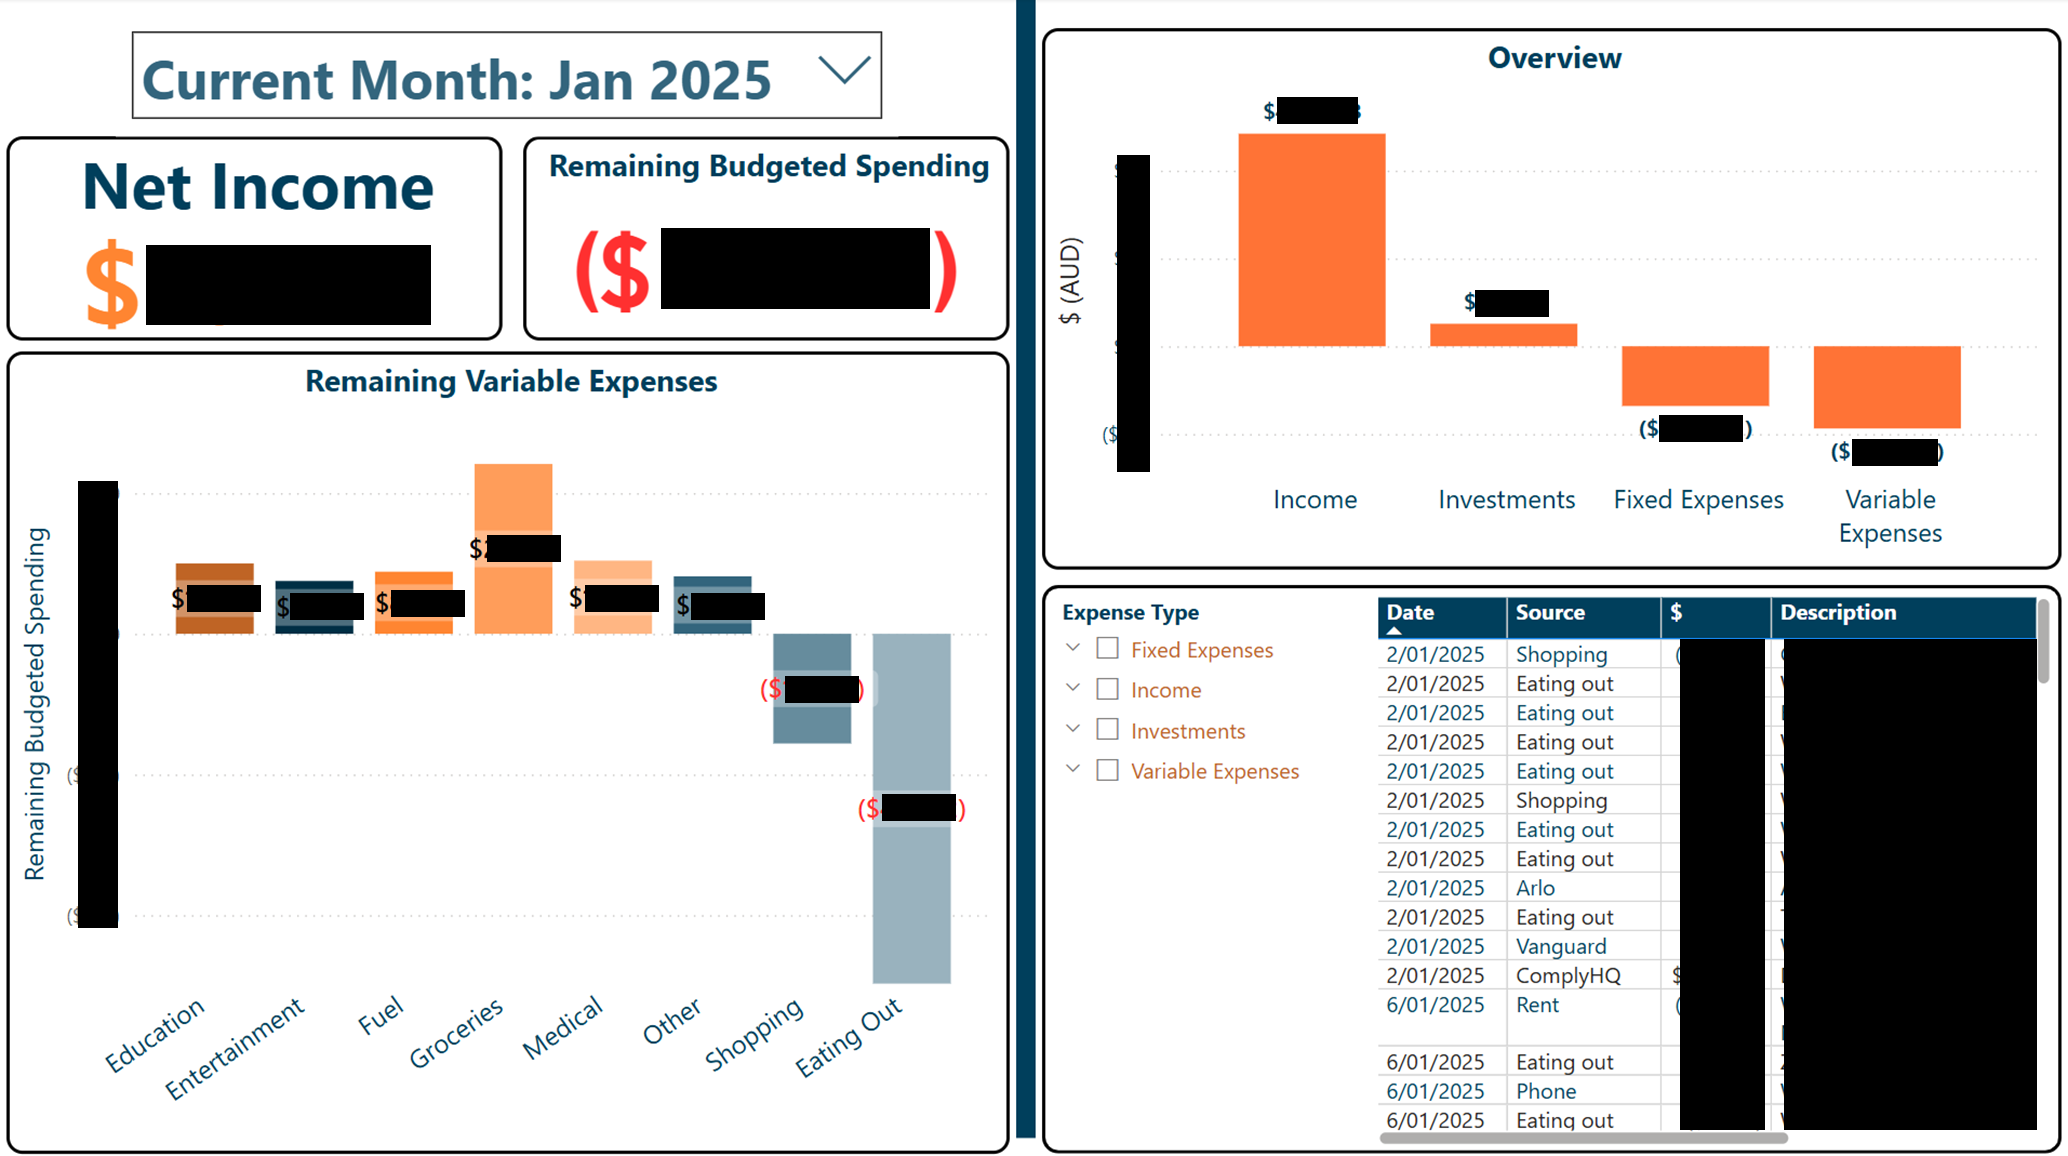 Current Month: Jan 2025
Net Income
$
Remaining Budgeted Spending
($ )
Remaining Variable Expenses
Remaining Budgeted Spending
$
$
$
$
$
$
($ )
($ )
Education
Entertainment
Fuel
Groceries
Medical
Other
Shopping
Eating Out
Overview
$ (AUD)
$
$
($ )
($ )
Income
Investments
Fixed Expenses
Variable
Expenses
Expense Type
Fixed Expenses
Income
Investments
Variable Expenses
Date Source $ Description
2/01/2025 Shopping (
2/01/2025 Eating out
2/01/2025 Eating out
2/01/2025 Eating out
2/01/2025 Eating out
2/01/2025 Shopping
2/01/2025 Eating out
2/01/2025 Eating out
2/01/2025 Arlo
2/01/2025 Eating out
2/01/2025 Vanguard
2/01/2025 ComplyHQ $
6/01/2025 Rent (
6/01/2025 Eating out
6/01/2025 Phone
6/01/2025 Eating out